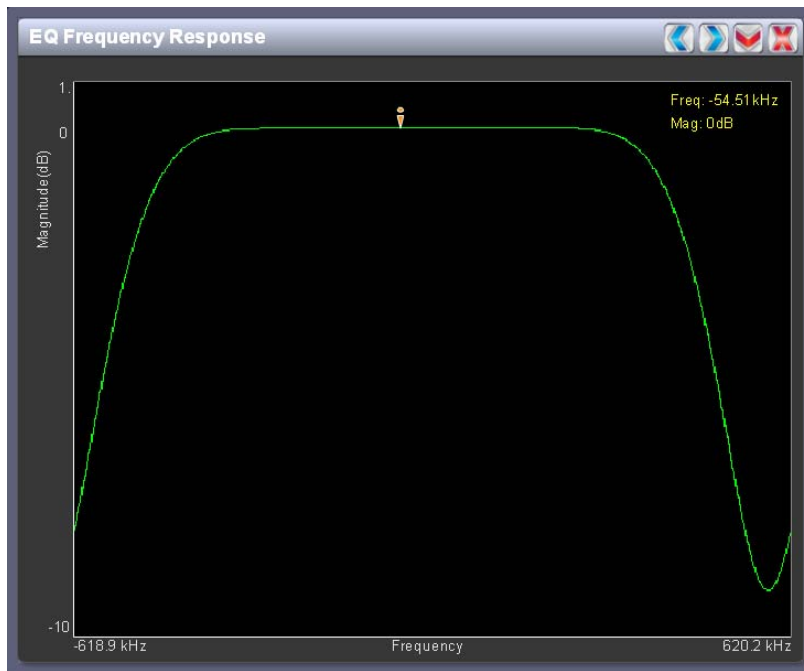 EQ Frequency Response
1.
Freq: -54.51kHz
Mag: 0dB
0
Magnitude(dB)
-10
-618.9 kHz Frequency 620.2 kHz